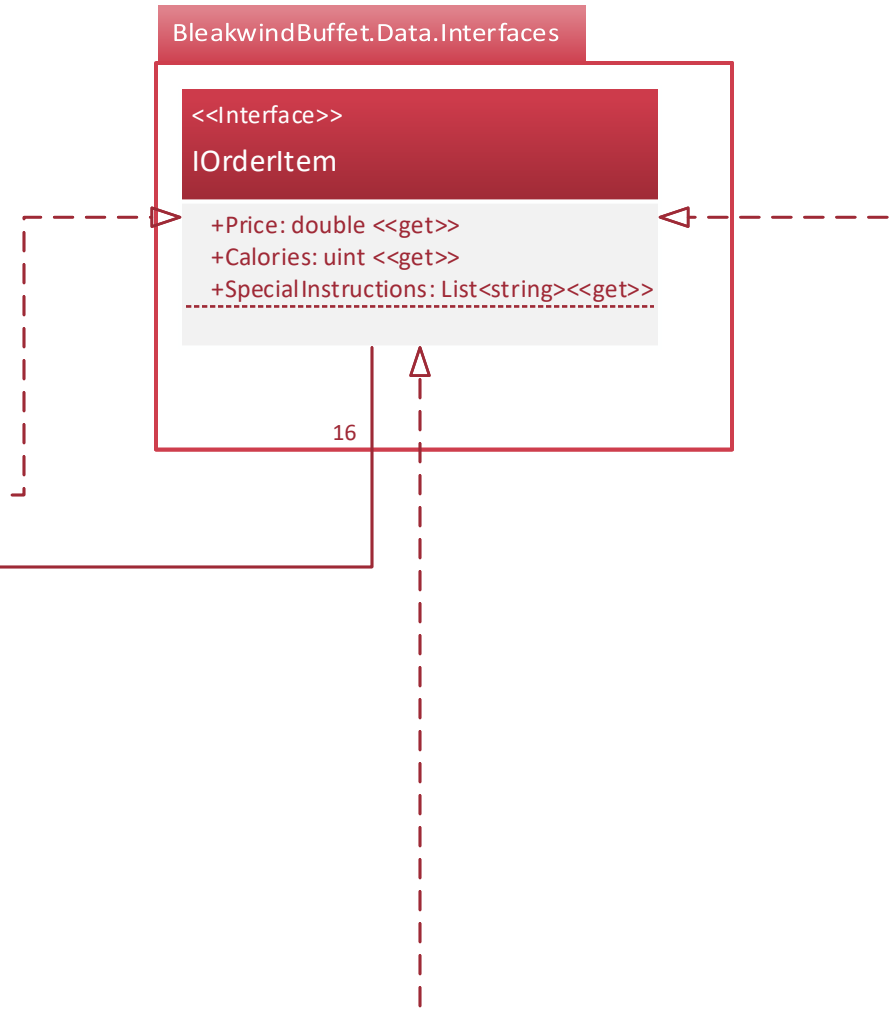 BleakwindBuffet.Data.Interfaces
<<Interface>>
IOrderItem
+Price: double <<get>>
+Calories: uint <<get>>
+SpecialInstructions: List<string><<get>>
16